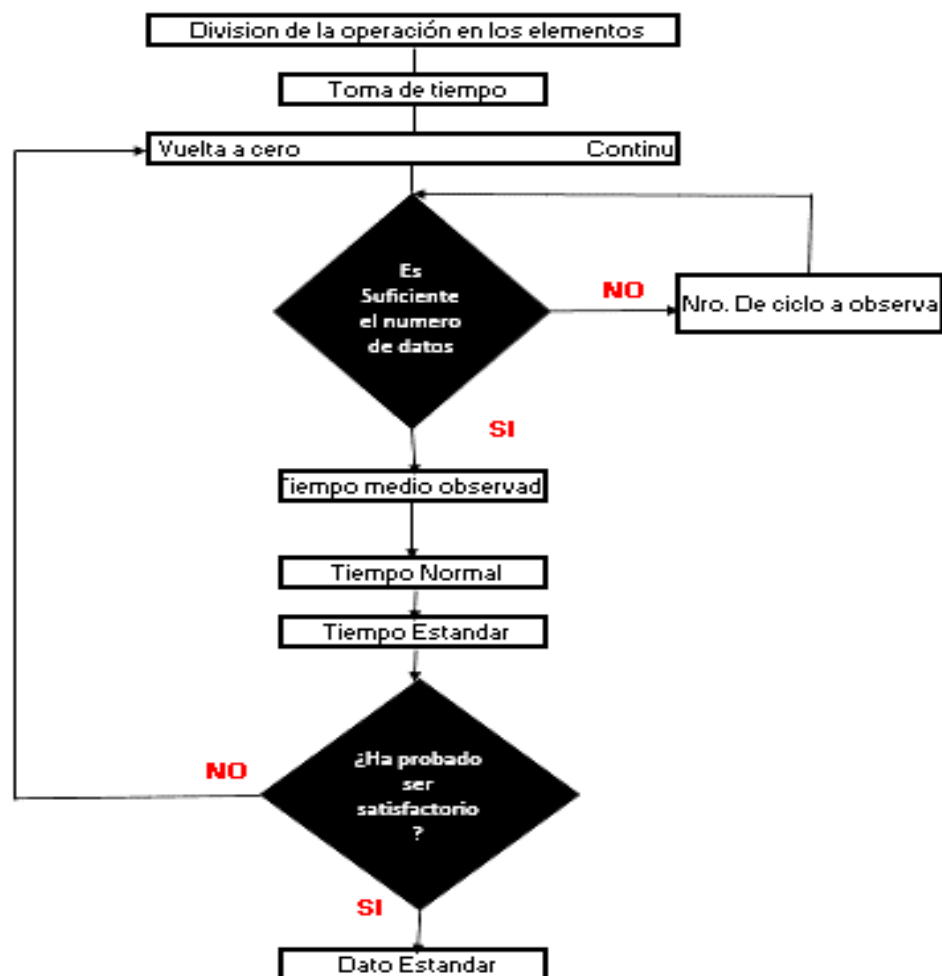 Division de la operación en los elementos
Toma de tiempo
Vuelta a cero Continu
Es
Suficiente
el numero
de datos
NO
Nro. De ciclo a observa
SI
Tiempo medio observad
Tiempo Normal
Tiempo Estandar
¿Ha probado
ser
satisfactorio
?
NO
SI
Dato Estandar